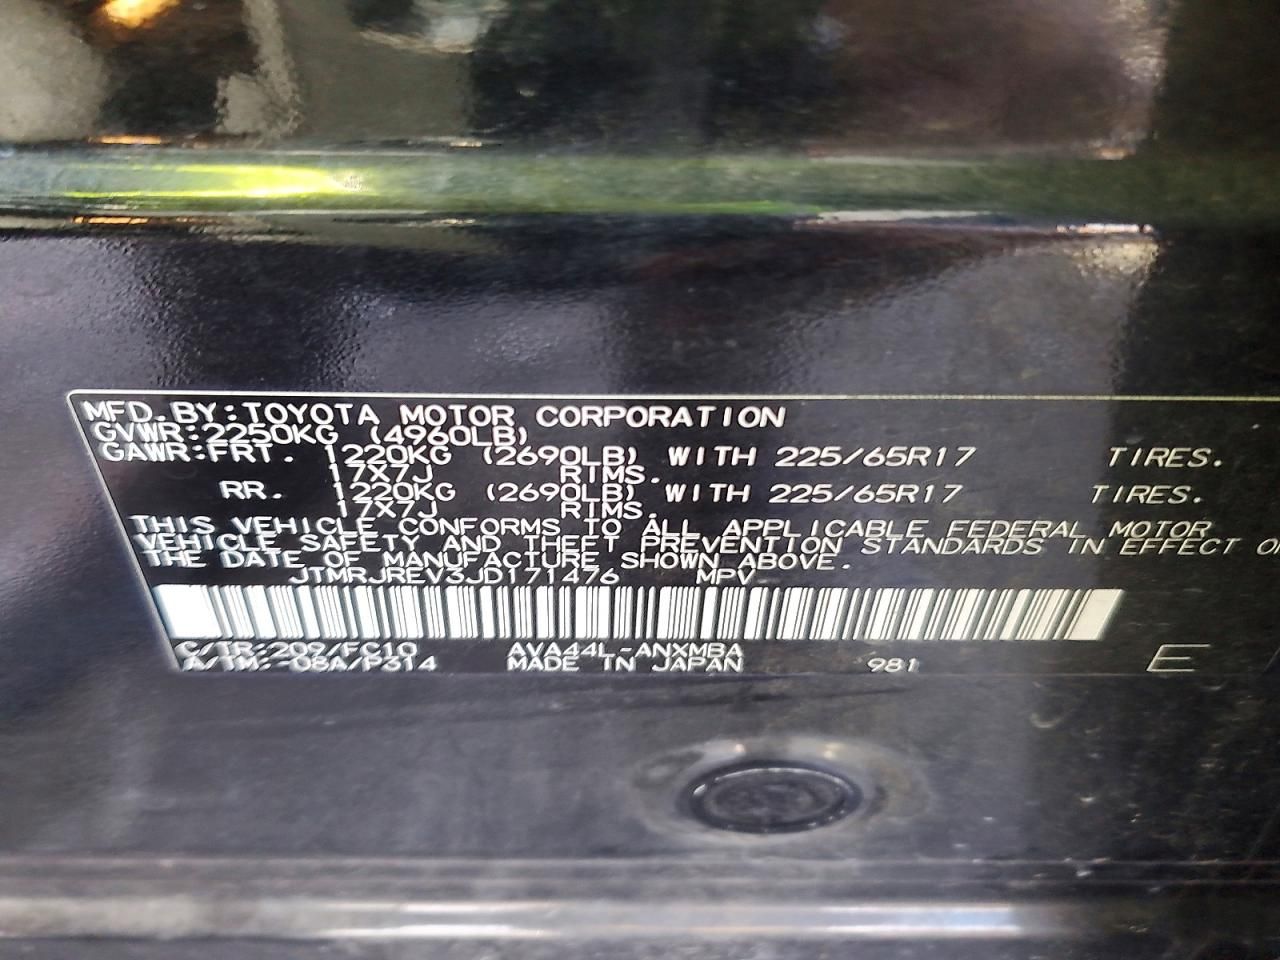 MFD. BY: TOYOTA MOTOR CORPORATION
GVWR:2250KG (4960LB)
GAWR:FRT. 1220KG (2690LB) WITH 225/65R17 TIRES.
17X7J RIMS.
RR. 1220KG (2690LB) WITH 225/65R17 TIRES.
17X7J RIMS.
THIS VEHICLE CONFORMS TO ALL APPLICABLE FEDERAL MOTOR
VEHICLE SAFETY AND THEFT PREVENTION STANDARDS IN EFFECT
THE DATE OF MANUFACTURE SHOWN ABOVE.
JTMRJREV3JD171476 MPV
C/TR:209/FC10 AVA44L-ANXMBA
A/TM:-08A/P314 MADE IN JAPAN 981 E